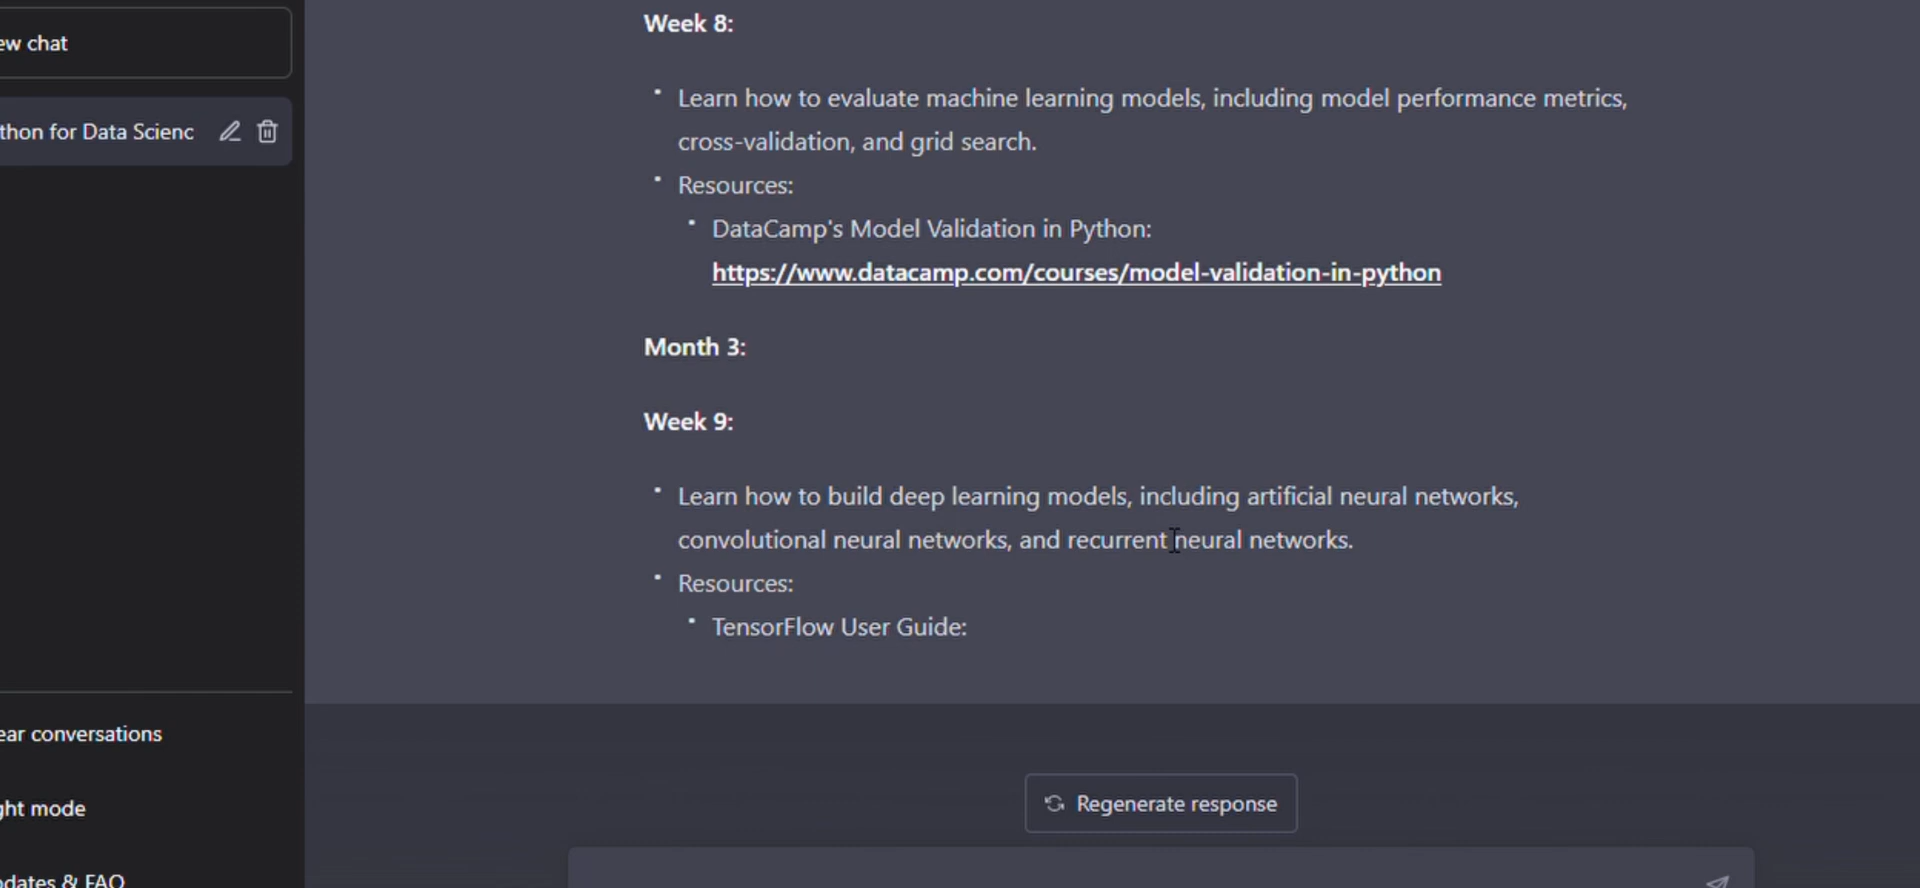 ew chat
thon for Data Scienc
ear conversations
ght mode
pdates & FAQ
Week 8:
Learn how to evaluate machine learning models, including model performance metrics,
cross-validation, and grid search.
Resources:
DataCamp's Model Validation in Python:
https://www.datacamp.com/courses/model-validation-in-python
Month 3:
Week 9:
Learn how to build deep learning models, including artificial neural networks,
convolutional neural networks, and recurrent neural networks.
Resources:
TensorFlow User Guide:
Regenerate response